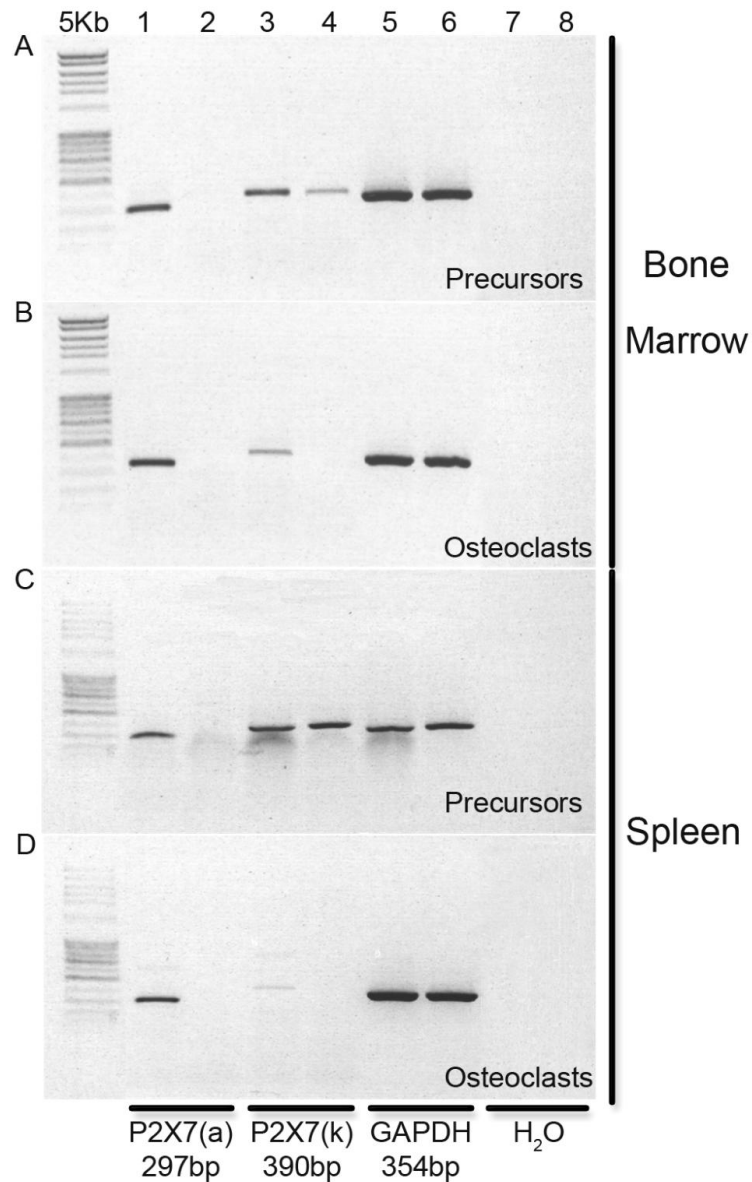 5Kb 1 2 3 4 5 6 7 8
A
Precursors
Bone
Marrow
B
Osteoclasts
C
Precursors
Spleen
D
Osteoclasts
P2X7(a) P2X7(k) GAPDH H₂O
297bp 390bp 354bp